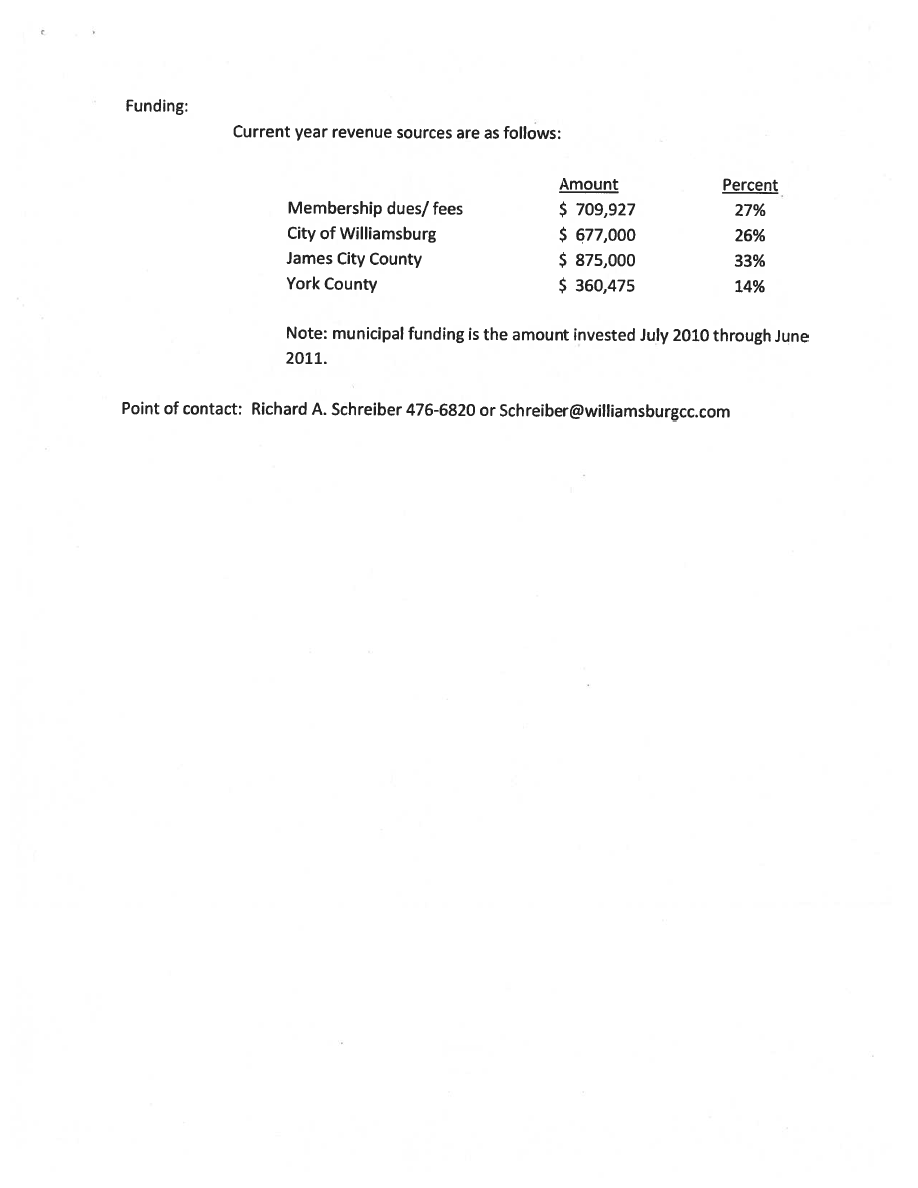 Funding:
Current year revenue sources are as follows:
Amount Percent
Membership dues/ fees $ 709,927 27%
City of Williamsburg $ 677,000 26%
James City County $ 875,000 33%
York County $ 360,475 14%
Note: municipal funding is the amount invested July 2010 through June
2011.
Point of contact: Richard A. Schreiber 476-6820 or Schreiber@williamsburgcc.com